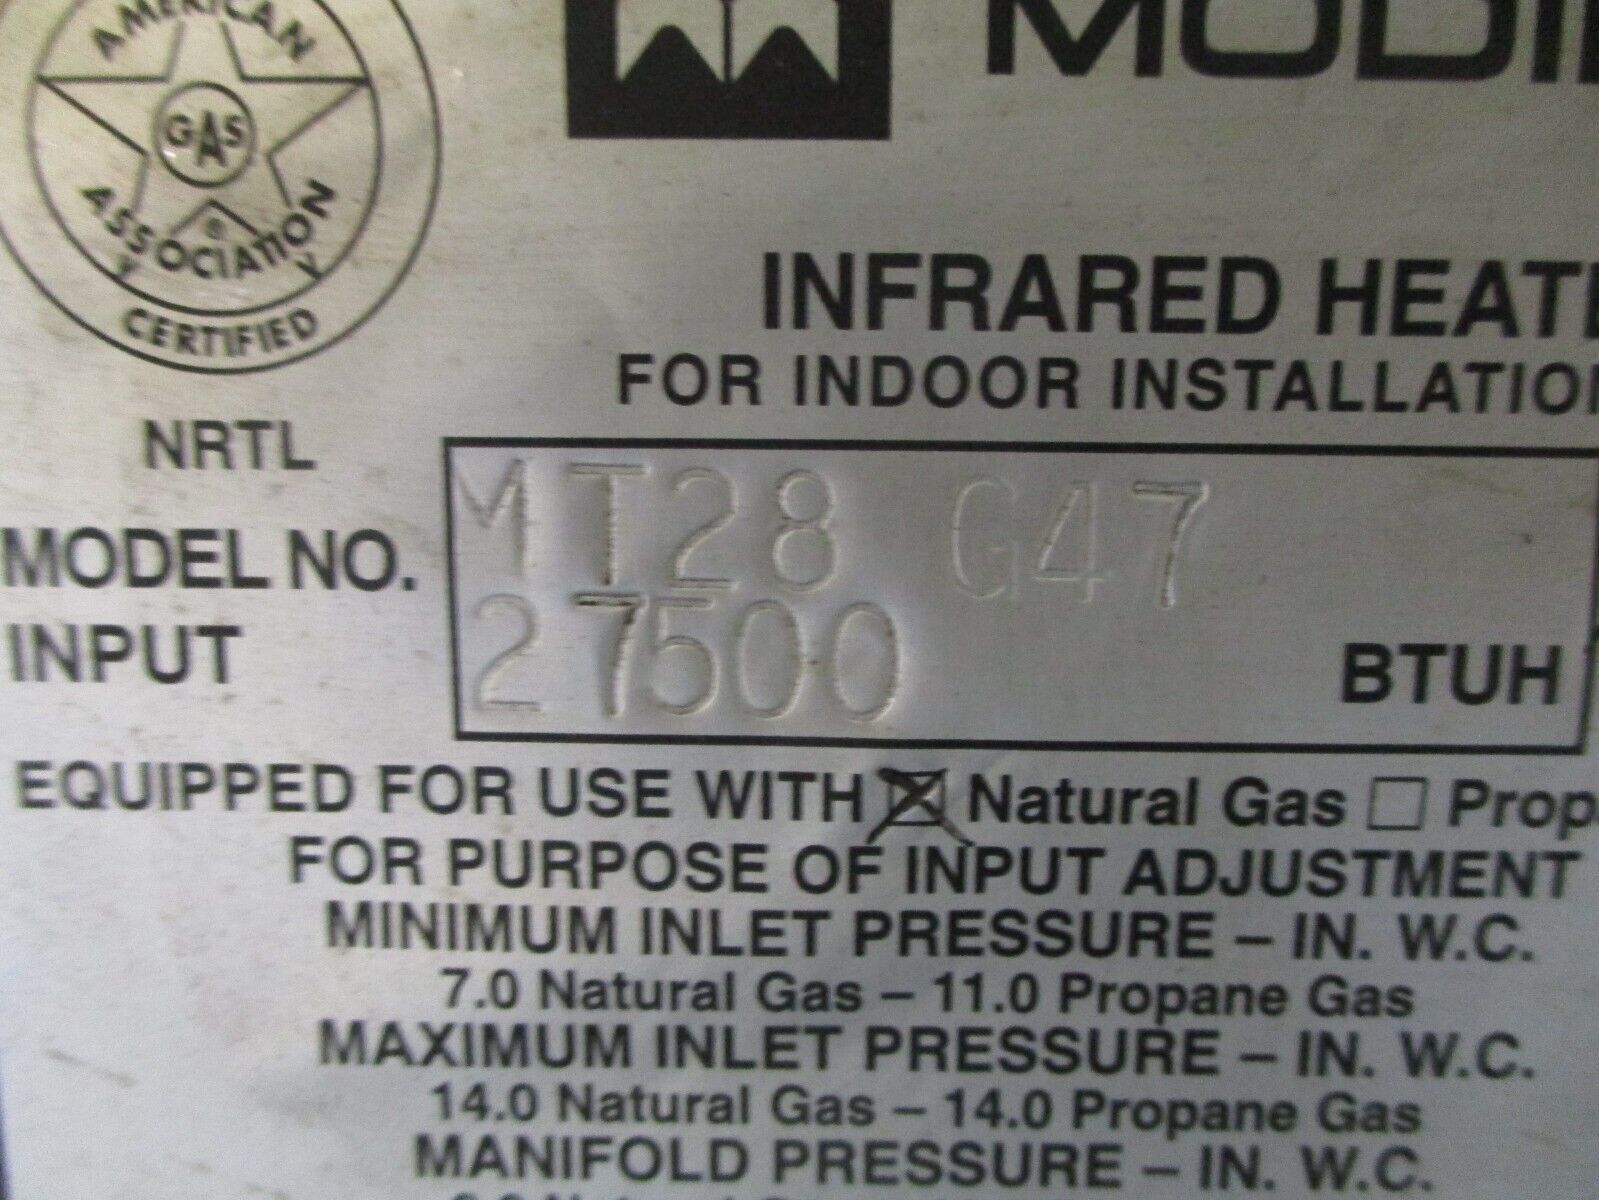 AMERICAN
GAS
ASSOCIATION
®
CERTIFIED
NRTL
MODI
INFRARED HEAT
FOR INDOOR INSTALLATIO
MODEL NO. MT28 G47
INPUT 27500 BTUH
EQUIPPED FOR USE WITH ☒ Natural Gas ☐ Prop
FOR PURPOSE OF INPUT ADJUSTMENT
MINIMUM INLET PRESSURE – IN. W.C.
7.0 Natural Gas – 11.0 Propane Gas
MAXIMUM INLET PRESSURE – IN. W.C.
14.0 Natural Gas – 14.0 Propane Gas
MANIFOLD PRESSURE – IN. W.C.